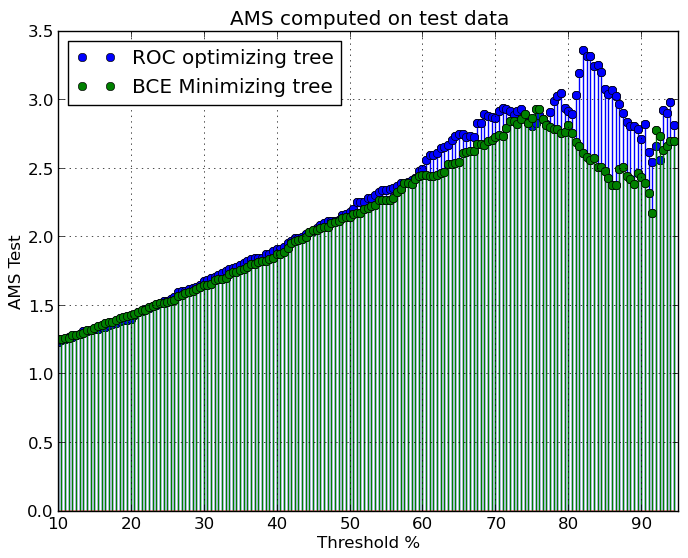 AMS computed on test data
ROC optimizing tree
BCE Minimizing tree
AMS Test
3.5
3.0
2.5
2.0
1.5
1.0
0.5
0.0
10 20 30 40 50 60 70 80 90
Threshold %